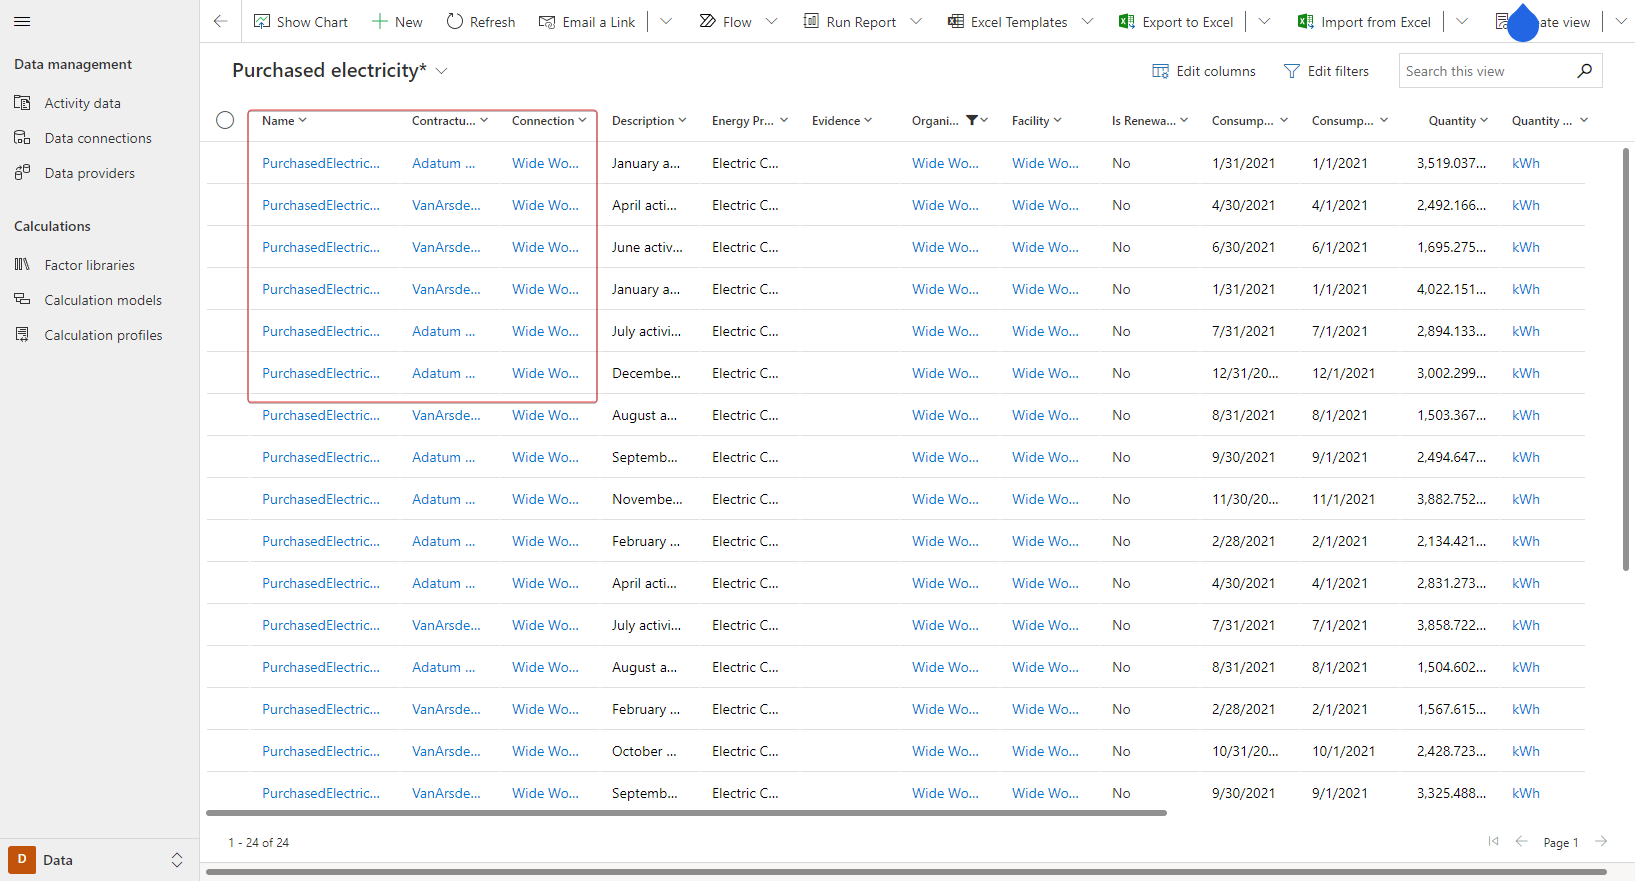 Show Chart New Refresh Email a Link Flow Run Report Excel Templates Export to Excel Import from Excel view
Data management
Activity data
Data connections
Data providers
Calculations
Factor libraries
Calculation models
Calculation profiles
D Data
Purchased electricity* Edit columns Edit filters Search this view
Name Contractu... Connection Description Energy Pr... Evidence Organi... Facility Is Renewa... Consump... Consump... Quantity Quantity ...
PurchasedElectric... Adatum ... Wide Wo... January a... Electric C... Wide Wo... Wide Wo... No 1/31/2021 1/1/2021 3,519.037... kWh
PurchasedElectric... VanArsde... Wide Wo... April acti... Electric C... Wide Wo... Wide Wo... No 4/30/2021 4/1/2021 2,492.166... kWh
PurchasedElectric... VanArsde... Wide Wo... June activ... Electric C... Wide Wo... Wide Wo... No 6/30/2021 6/1/2021 1,695.275... kWh
PurchasedElectric... VanArsde... Wide Wo... January a... Electric C... Wide Wo... Wide Wo... No 1/31/2021 1/1/2021 4,022.151... kWh
PurchasedElectric... Adatum ... Wide Wo... July activi... Electric C... Wide Wo... Wide Wo... No 7/31/2021 7/1/2021 2,894.133... kWh
PurchasedElectric... Adatum ... Wide Wo... Decembe... Electric C... Wide Wo... Wide Wo... No 12/31/20... 12/1/2021 3,002.299... kWh
PurchasedElectric... VanArsde... Wide Wo... August a... Electric C... Wide Wo... Wide Wo... No 8/31/2021 8/1/2021 1,503.367... kWh
PurchasedElectric... Adatum ... Wide Wo... Septemb... Electric C... Wide Wo... Wide Wo... No 9/30/2021 9/1/2021 2,494.647... kWh
PurchasedElectric... Adatum ... Wide Wo... Novembe... Electric C... Wide Wo... Wide Wo... No 11/30/20... 11/1/2021 3,882.752... kWh
PurchasedElectric... Adatum ... Wide Wo... February ... Electric C... Wide Wo... Wide Wo... No 2/28/2021 2/1/2021 2,134.421... kWh
PurchasedElectric... Adatum ... Wide Wo... April acti... Electric C... Wide Wo... Wide Wo... No 4/30/2021 4/1/2021 2,831.273... kWh
PurchasedElectric... VanArsde... Wide Wo... July activi... Electric C... Wide Wo... Wide Wo... No 7/31/2021 7/1/2021 3,858.722... kWh
PurchasedElectric... Adatum ... Wide Wo... August a... Electric C... Wide Wo... Wide Wo... No 8/31/2021 8/1/2021 1,504.602... kWh
PurchasedElectric... VanArsde... Wide Wo... February ... Electric C... Wide Wo... Wide Wo... No 2/28/2021 2/1/2021 1,567.615... kWh
PurchasedElectric... VanArsde... Wide Wo... October ... Electric C... Wide Wo... Wide Wo... No 10/31/20... 10/1/2021 2,428.723... kWh
PurchasedElectric... VanArsde... Wide Wo... Septemb... Electric C... Wide Wo... Wide Wo... No 9/30/2021 9/1/2021 3,325.488... kWh
1 - 24 of 24 Page 1